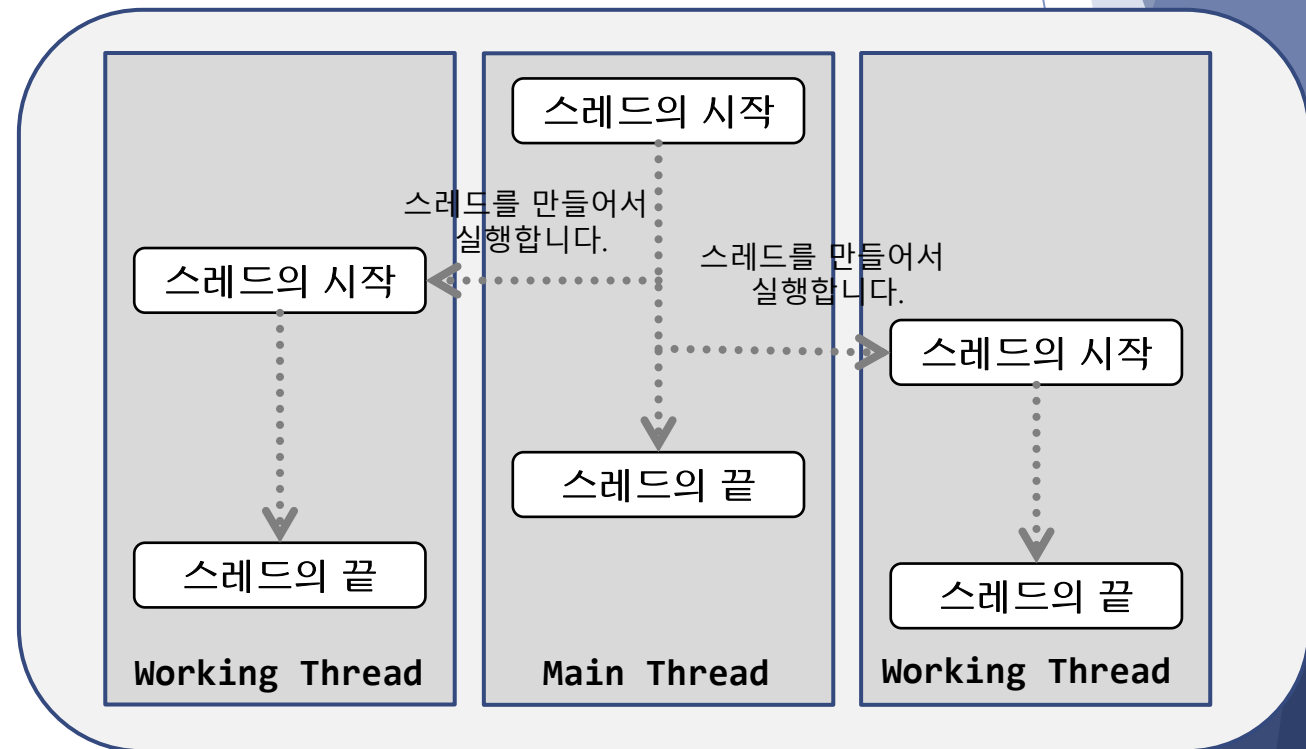 스레드의 시작
스레드를 만들어서
실행합니다.
스레드를 만들어서
실행합니다.
스레드의 시작
스레드의 시작
스레드의 끝
스레드의 끝
스레드의 끝
Working Thread
Main Thread
Working Thread